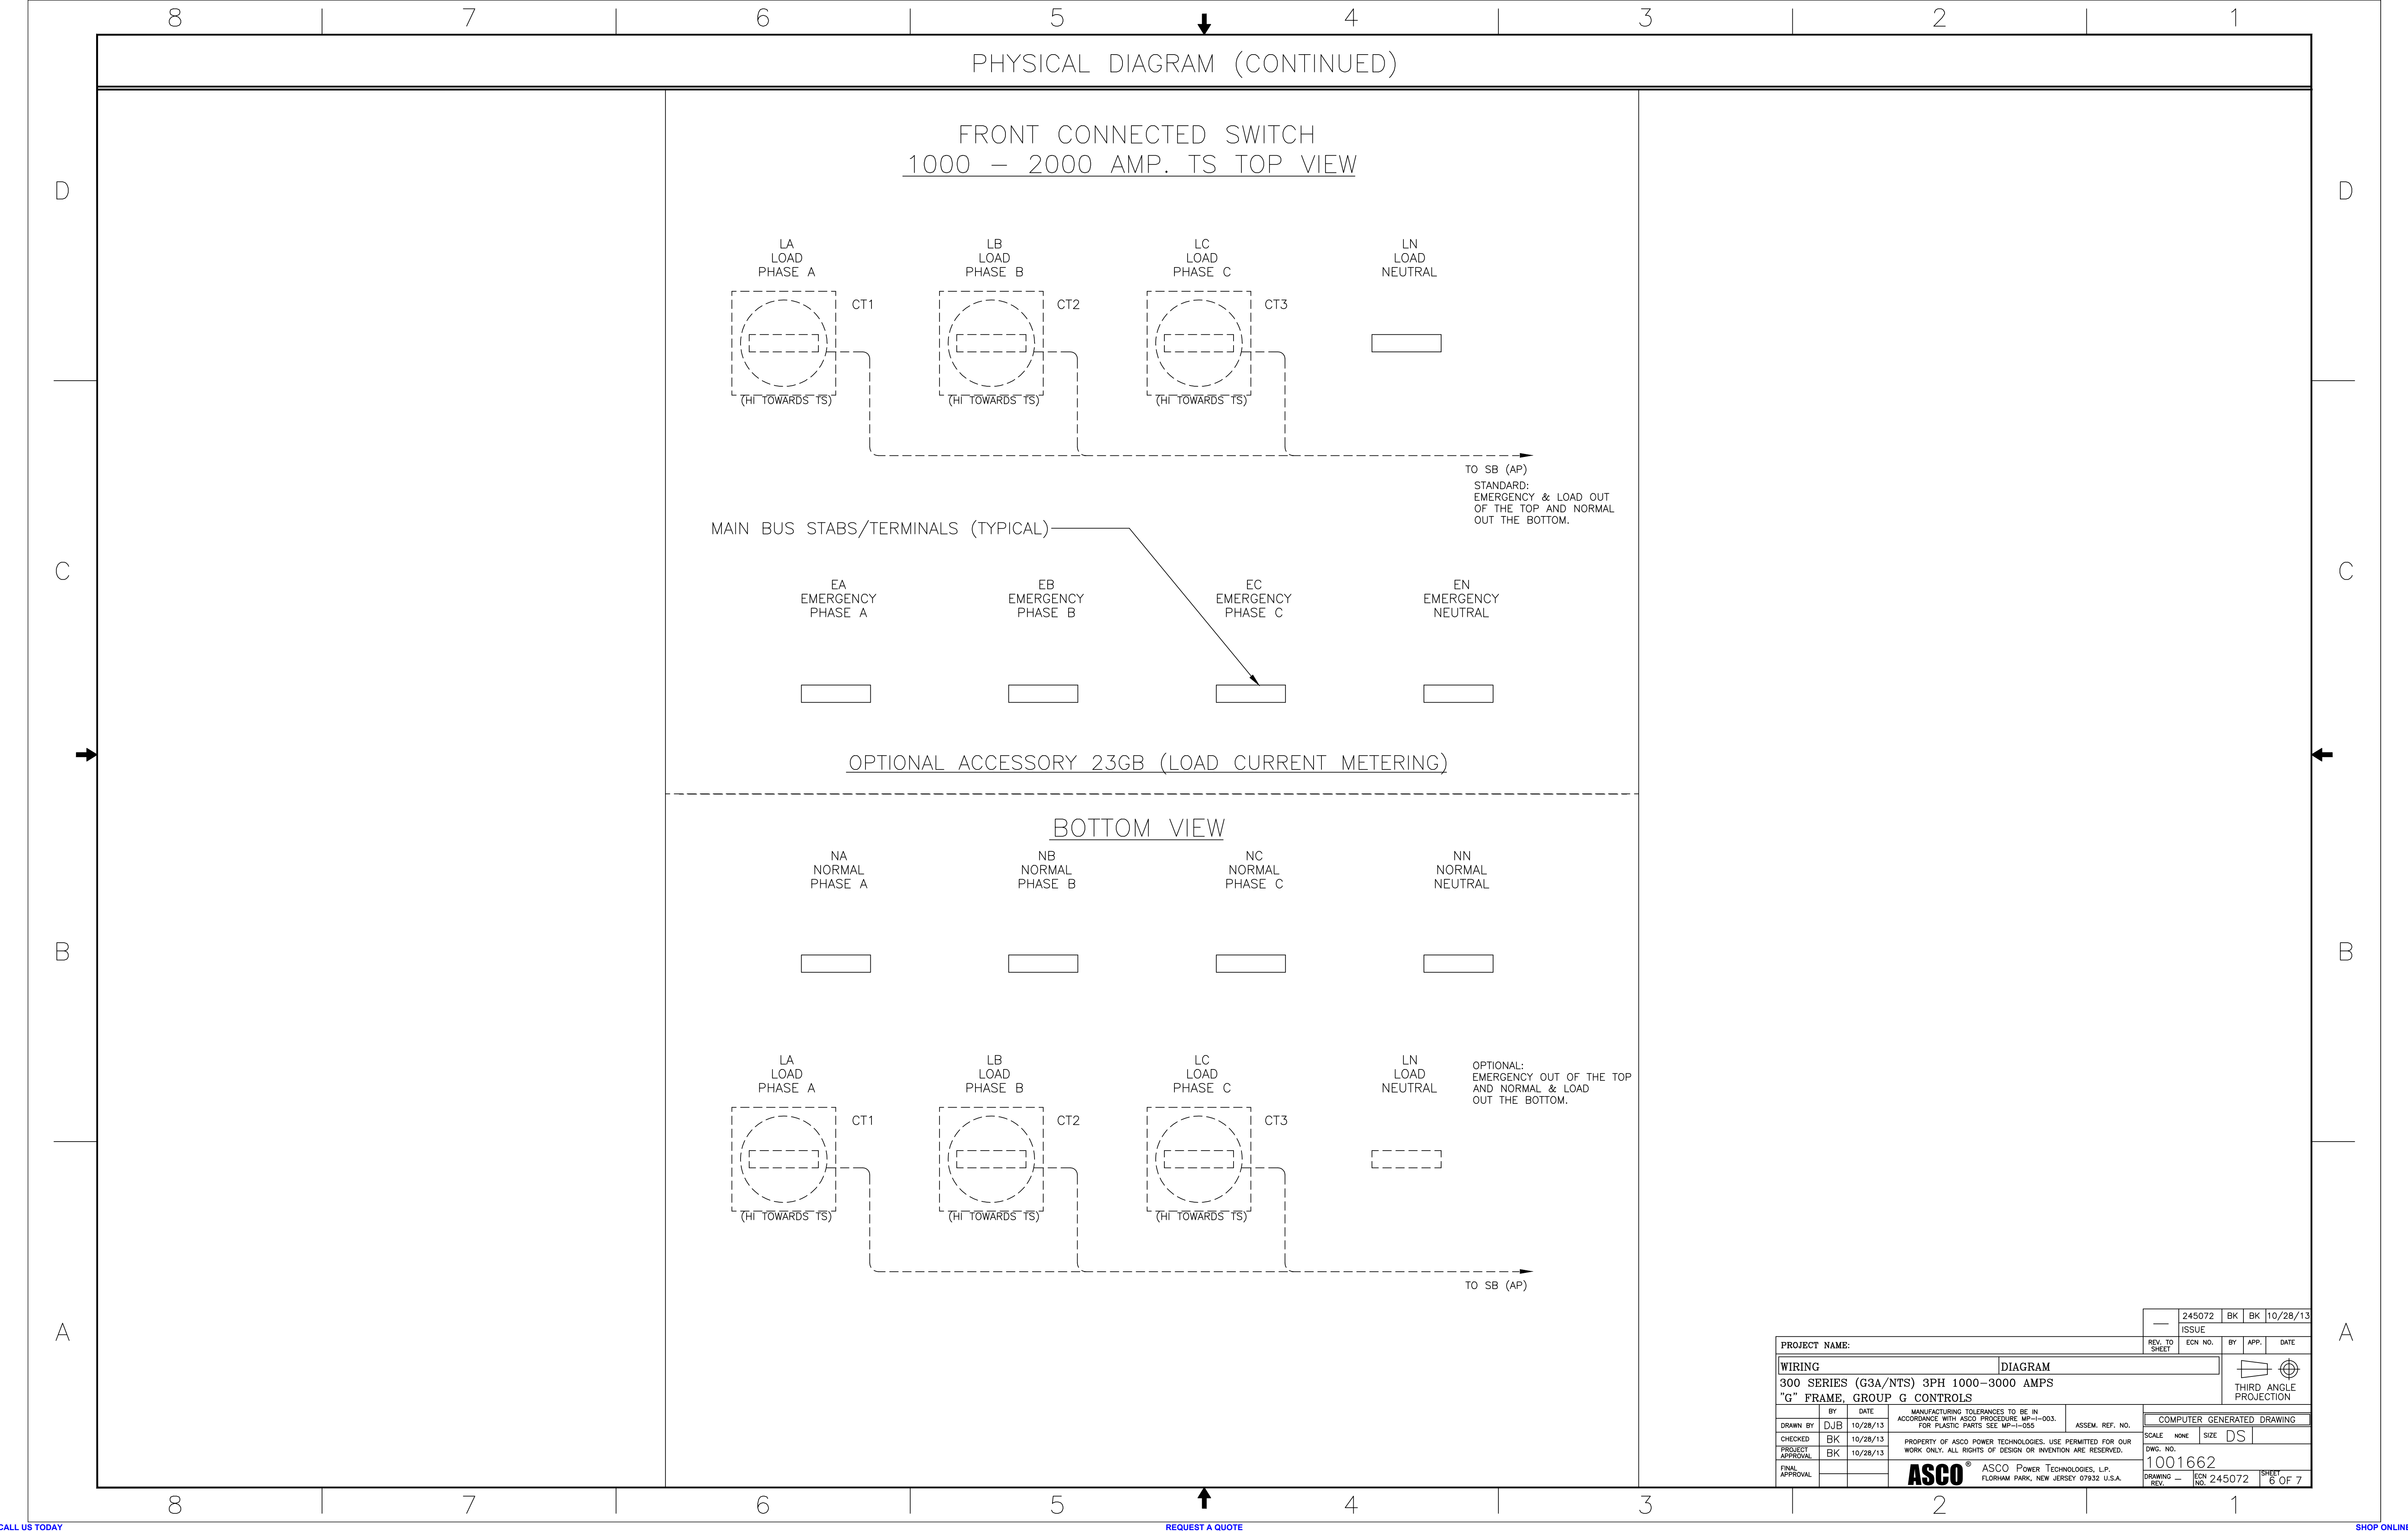 8 7 6 5 4 3 2 1
PHYSICAL DIAGRAM (CONTINUED)
FRONT CONNECTED SWITCH
1000 – 2000 AMP. TS TOP VIEW
D D
LA LB LC LN
LOAD LOAD LOAD LOAD
PHASE A PHASE B PHASE C NEUTRAL
CT1 CT2 CT3
(HI TOWARDS TS) (HI TOWARDS TS) (HI TOWARDS TS)
TO SB (AP)
STANDARD:
EMERGENCY & LOAD OUT
OF THE TOP AND NORMAL
OUT THE BOTTOM.
MAIN BUS STABS/TERMINALS (TYPICAL)
C C
EA EB EC EN
EMERGENCY EMERGENCY EMERGENCY EMERGENCY
PHASE A PHASE B PHASE C NEUTRAL
OPTIONAL ACCESSORY 23GB (LOAD CURRENT METERING)
BOTTOM VIEW
NA NB NC NN
NORMAL NORMAL NORMAL NORMAL
PHASE A PHASE B PHASE C NEUTRAL
B B
LA LB LC LN
LOAD LOAD LOAD LOAD
PHASE A PHASE B PHASE C NEUTRAL
OPTIONAL:
EMERGENCY OUT OF THE TOP
AND NORMAL & LOAD
OUT THE BOTTOM.
CT1 CT2 CT3
(HI TOWARDS TS) (HI TOWARDS TS) (HI TOWARDS TS)
TO SB (AP)
A A
— 245072 BK BK 10/28/13
ISSUE
REV. TO SHEET ECN NO. BY APP. DATE
PROJECT NAME:
WIRING DIAGRAM
300 SERIES (G3A/NTS) 3PH 1000–3000 AMPS
"G" FRAME, GROUP G CONTROLS
THIRD ANGLE
PROJECTION
BY DATE
DRAWN BY DJB 10/28/13
CHECKED BK 10/28/13
PROJECT APPROVAL BK 10/28/13
FINAL APPROVAL
MANUFACTURING TOLERANCES TO BE IN
ACCORDANCE WITH ASCO PROCEDURE MP–I–003.
FOR PLASTIC PARTS SEE MP–I–055
ASSEM. REF. NO.
PROPERTY OF ASCO POWER TECHNOLOGIES. USE PERMITTED FOR OUR
WORK ONLY. ALL RIGHTS OF DESIGN OR INVENTION ARE RESERVED.
ASCO® ASCO POWER TECHNOLOGIES, L.P.
FLORHAM PARK, NEW JERSEY 07932 U.S.A.
COMPUTER GENERATED DRAWING
SCALE NONE SIZE DS
DWG. NO.
1001662
DRAWING REV. — ECN NO. 245072 SHEET 6 OF 7
8 7 6 5 4 3 2 1
CALL US TODAY REQUEST A QUOTE SHOP ONLINE